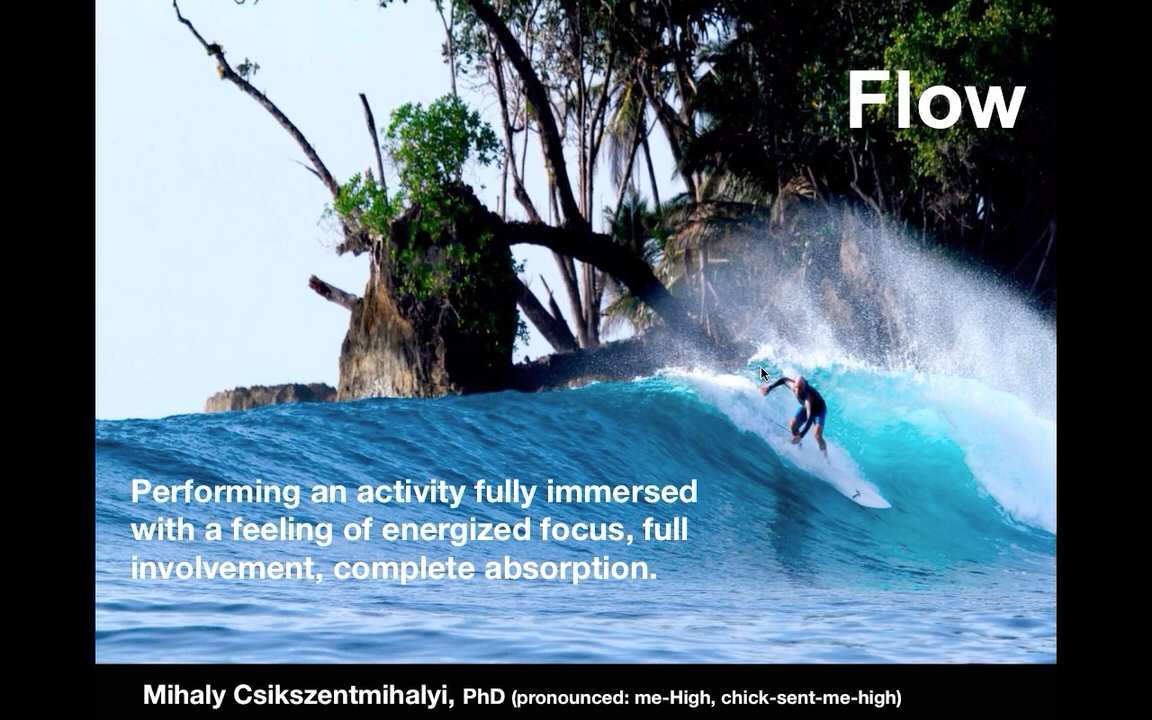 Flow
Performing an activity fully immersed
with a feeling of energized focus, full
involvement, complete absorption.
Mihaly Csikszentmihalyi, PhD (pronounced: me-High, chick-sent-me-high)